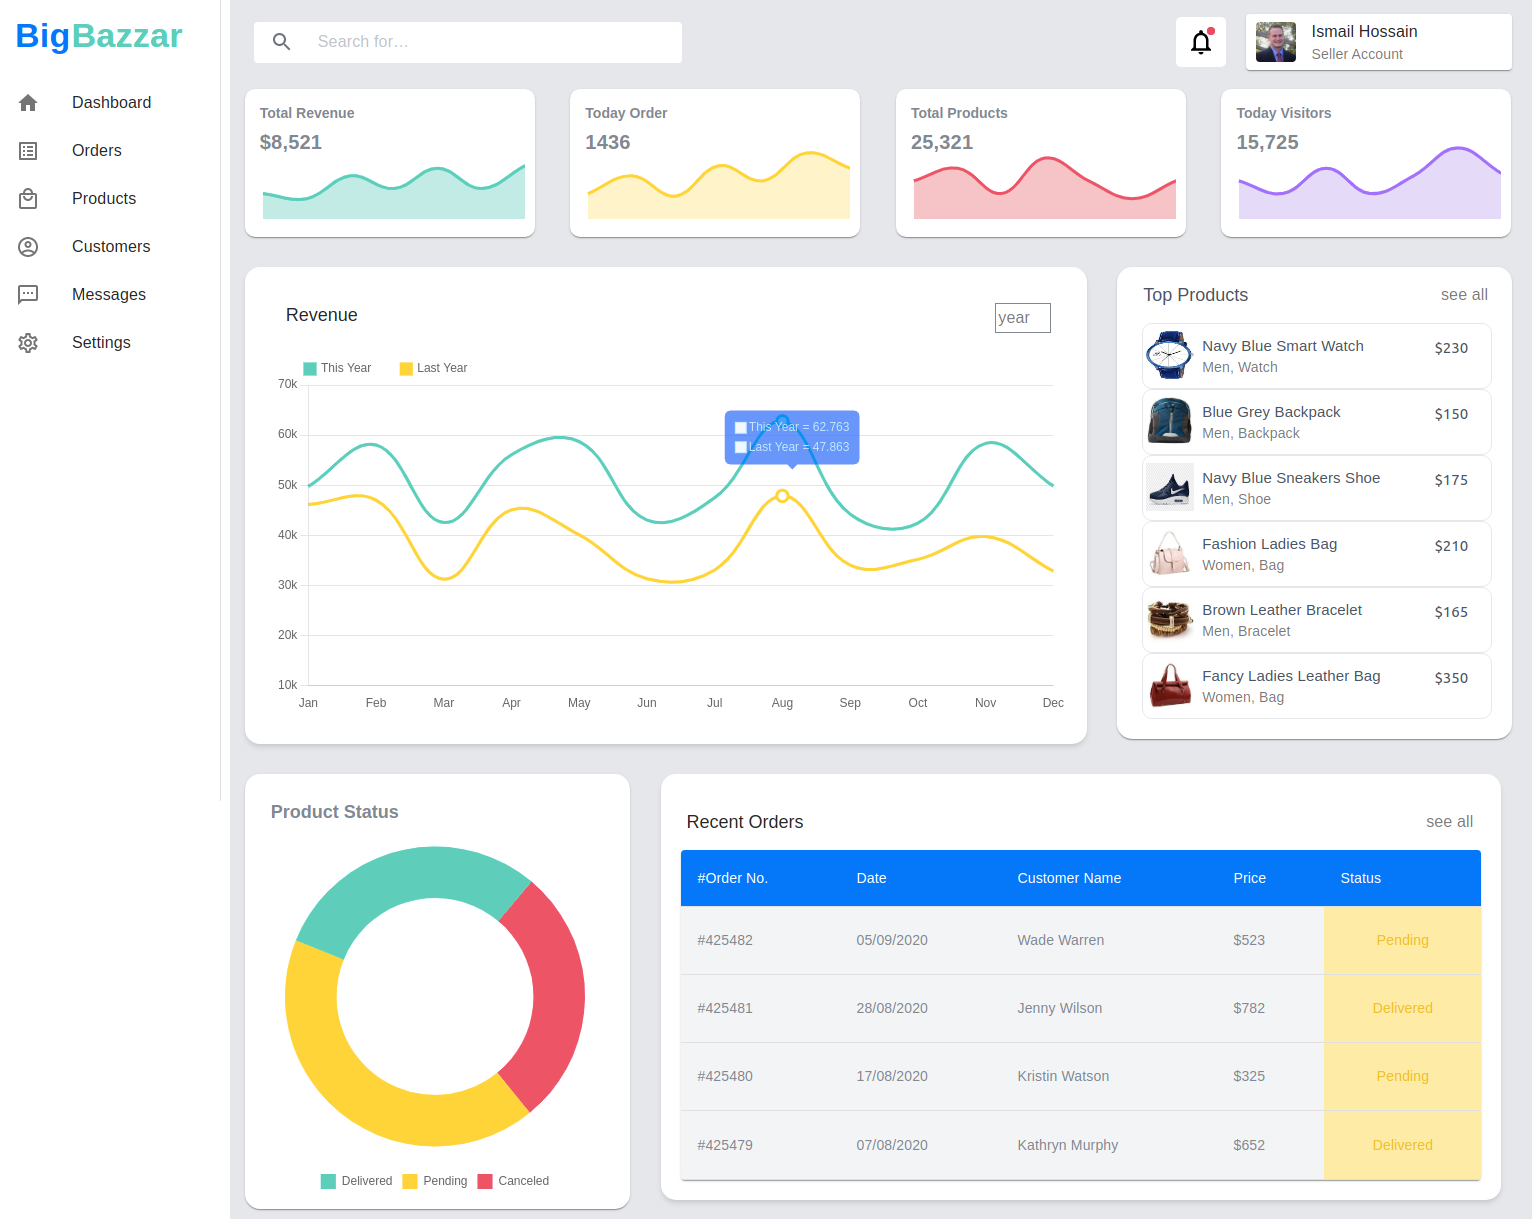 BigBazzar
Dashboard
Orders
Products
Customers
Messages
Settings
Search for...
Ismail Hossain
Seller Account
Total Revenue
$8,521
Today Order
1436
Total Products
25,321
Today Visitors
15,725
Revenue
year
This Year
Last Year
70k
60k
50k
40k
30k
20k
10k
Jan
Feb
Mar
Apr
May
Jun
Jul
Aug
Sep
Oct
Nov
Dec
This Year = 62.763
Last Year = 47.863
Top Products
see all
Navy Blue Smart Watch
Men, Watch
$230
Blue Grey Backpack
Men, Backpack
$150
Navy Blue Sneakers Shoe
Men, Shoe
$175
Fashion Ladies Bag
Women, Bag
$210
Brown Leather Bracelet
Men, Bracelet
$165
Fancy Ladies Leather Bag
Women, Bag
$350
Product Status
Delivered
Pending
Canceled
Recent Orders
see all
#Order No. Date Customer Name Price Status
#425482 05/09/2020 Wade Warren $523 Pending
#425481 28/08/2020 Jenny Wilson $782 Delivered
#425480 17/08/2020 Kristin Watson $325 Pending
#425479 07/08/2020 Kathryn Murphy $652 Delivered